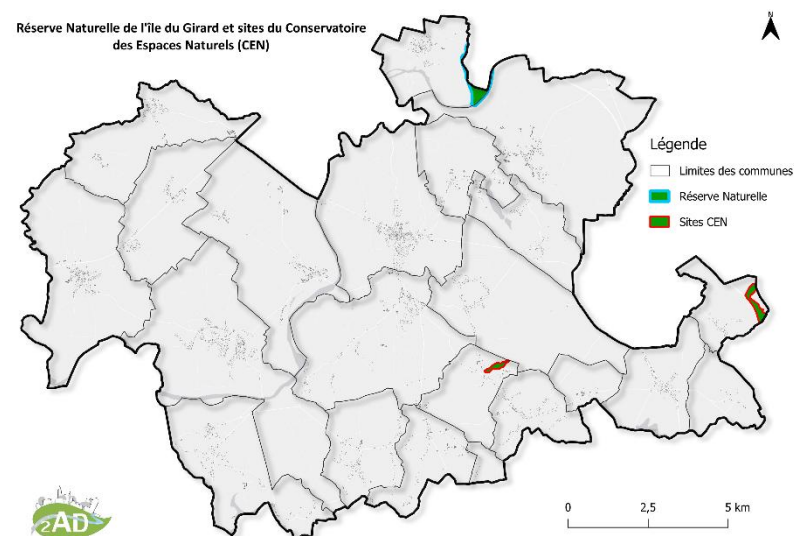 Réserve Naturelle de l'île du Girard et sites du Conservatoire
des Espaces Naturels (CEN)
N
Légende
Limites des communes
Réserve Naturelle
Sites CEN
0 2,5 5 km
2AD